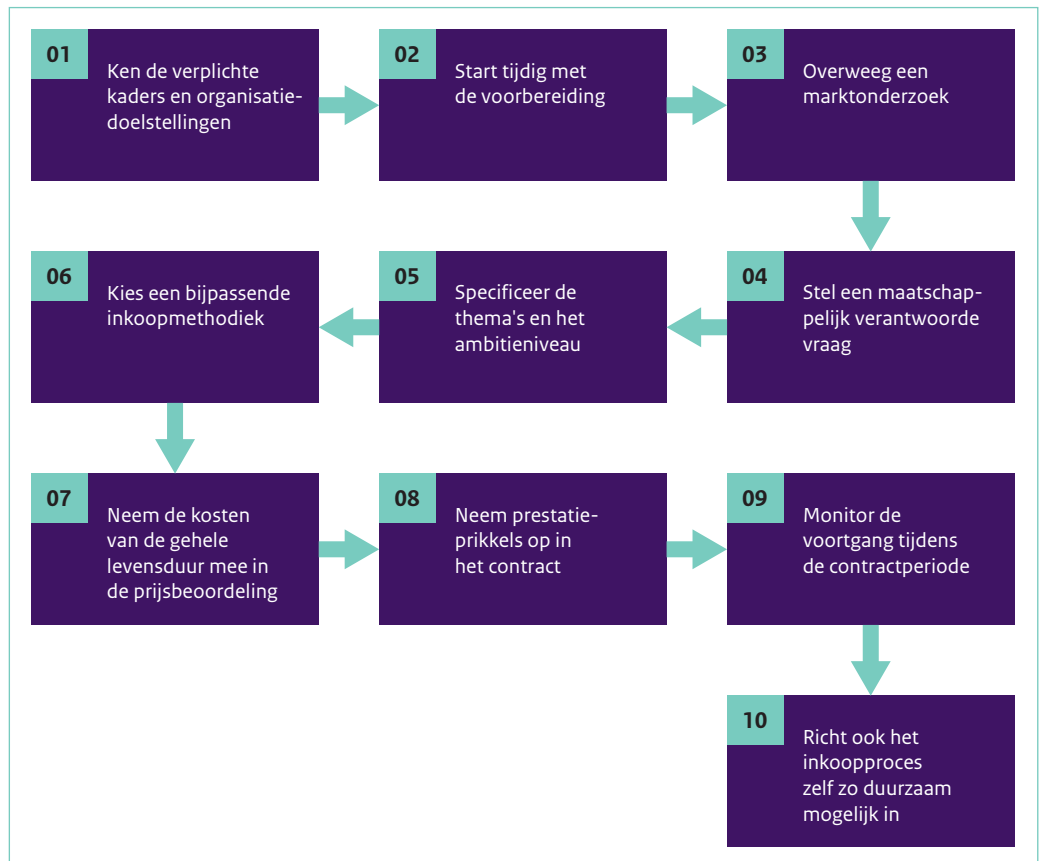 01
Ken de verplichte
kaders en organisatie-
doelstellingen
02
Start tijdig met
de voorbereiding
03
Overweeg een
marktonderzoek
04
Stel een maatschap-
pelijk verantwoorde
vraag
05
Specificeer de
thema's en het
ambitieniveau
06
Kies een bijpassende
inkoopmethodiek
07
Neem de kosten
van de gehele
levensduur mee in
de prijsbeoordeling
08
Neem prestatie-
prikkels op in
het contract
09
Monitor de
voortgang tijdens
de contractperiode
10
Richt ook het
inkoopproces
zelf zo duurzaam
mogelijk in